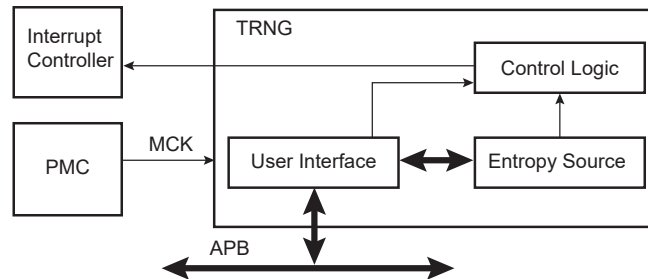 TRNG
Interrupt
Controller
Control Logic
PMC
MCK
User Interface
Entropy Source
APB